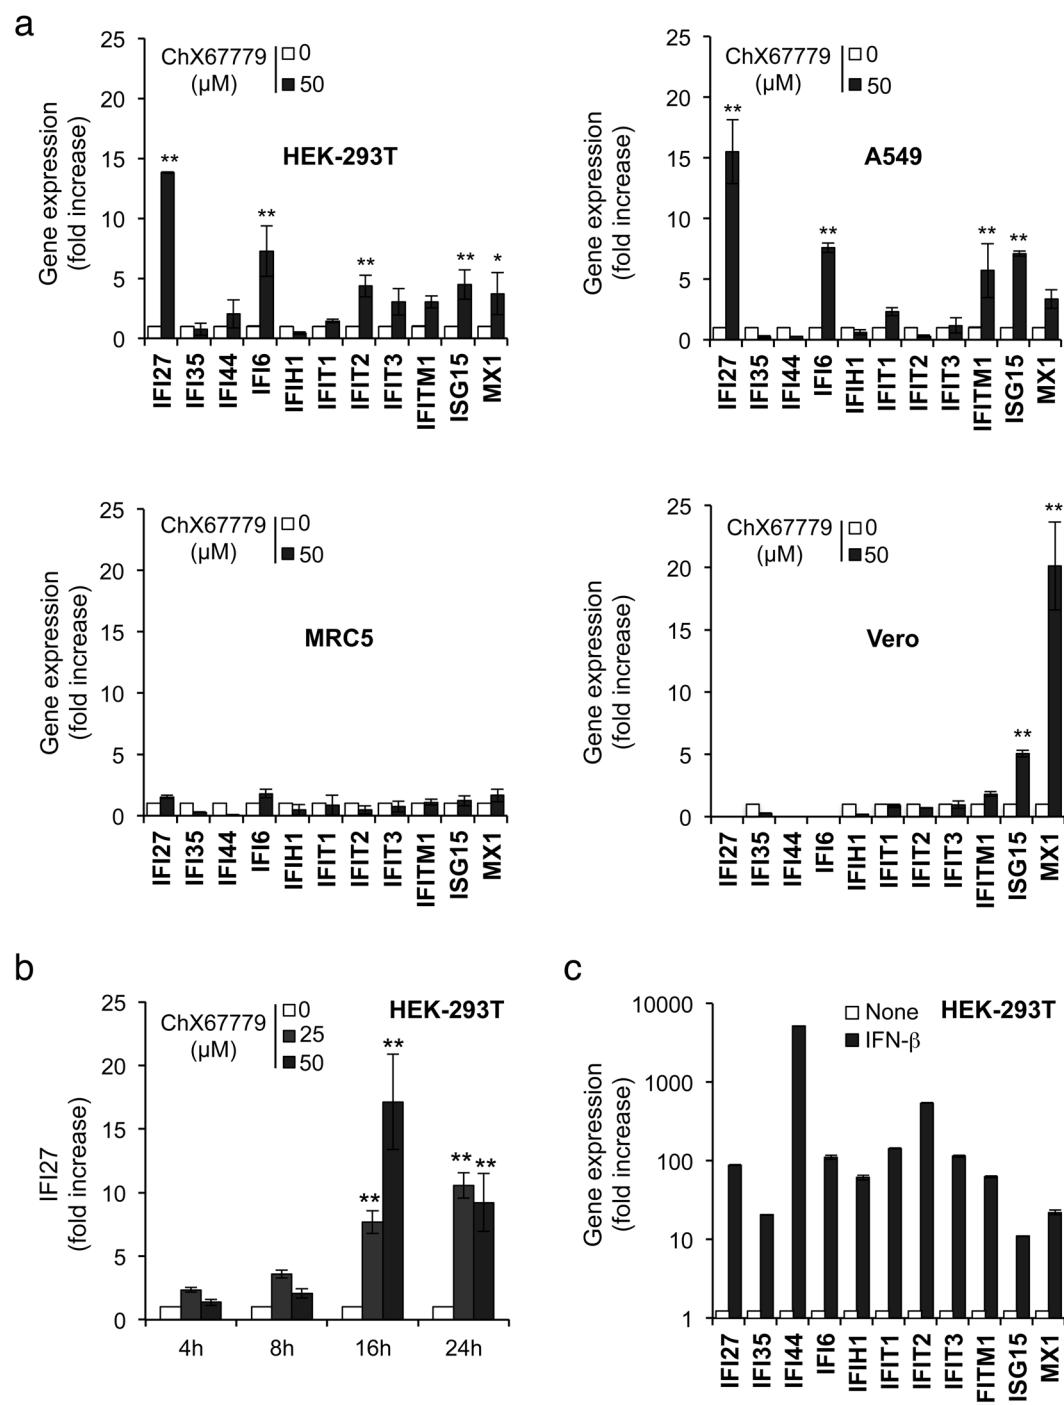 a
25
20
15
10
5
0
Gene expression
(fold increase)
ChX67779
(μM)
0
50
HEK-293T
**
**
**
**
*
IFI27
IFI35
IFI44
IFI6
IFIH1
IFIT1
IFIT2
IFIT3
IFITM1
ISG15
MX1
25
20
15
10
5
0
Gene expression
(fold increase)
ChX67779
(μM)
0
50
A549
**
**
**
**
IFI27
IFI35
IFI44
IFI6
IFIH1
IFIT1
IFIT2
IFIT3
IFITM1
ISG15
MX1
25
20
15
10
5
0
Gene expression
(fold increase)
ChX67779
(μM)
0
50
MRC5
IFI27
IFI35
IFI44
IFI6
IFIH1
IFIT1
IFIT2
IFIT3
IFITM1
ISG15
MX1
25
20
15
10
5
0
Gene expression
(fold increase)
ChX67779
(μM)
0
50
Vero
**
**
IFI27
IFI35
IFI44
IFI6
IFIH1
IFIT1
IFIT2
IFIT3
IFITM1
ISG15
MX1
b
25
20
15
10
5
0
IFI27
(fold increase)
ChX67779
(μM)
0
25
50
HEK-293T
**
**
**
**
4h
8h
16h
24h
c
10000
1000
100
10
1
Gene expression
(fold increase)
None
IFN-β
HEK-293T
IFI27
IFI35
IFI44
IFI6
IFIH1
IFIT1
IFIT2
IFIT3
FITM1
ISG15
MX1